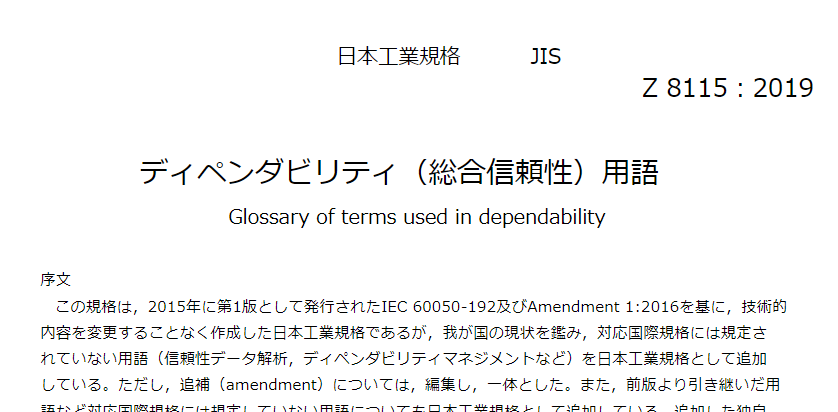 日本工業規格 JIS
Z 8115:2019
ディペンダビリティ(総合信頼性)用語
Glossary of terms used in dependability
序文
この規格は,2015年に第1版として発行されたIEC 60050-192及びAmendment 1:2016を基に,技術的
内容を変更することなく作成した日本工業規格であるが,我が国の現状を鑑み,対応国際規格には規定さ
れていない用語(信頼性データ解析,ディペンダビリティマネジメントなど)を日本工業規格として追加
している。ただし,追補(amendment)については,編集し,一体とした。また,前版より引き継いだ用
語など対応国際規格には規定していない用語についても日本工業規格として追加している。追加した独自